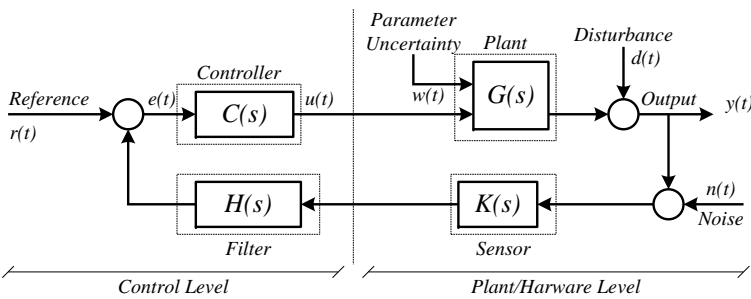 Parameter
Uncertainty
Plant
Disturbance
d(t)
Controller
Reference
r(t)
e(t)
C(s)
u(t)
w(t)
G(s)
Output
y(t)
H(s)
K(s)
n(t)
Noise
Filter
Sensor
Control Level
Plant/Harware Level